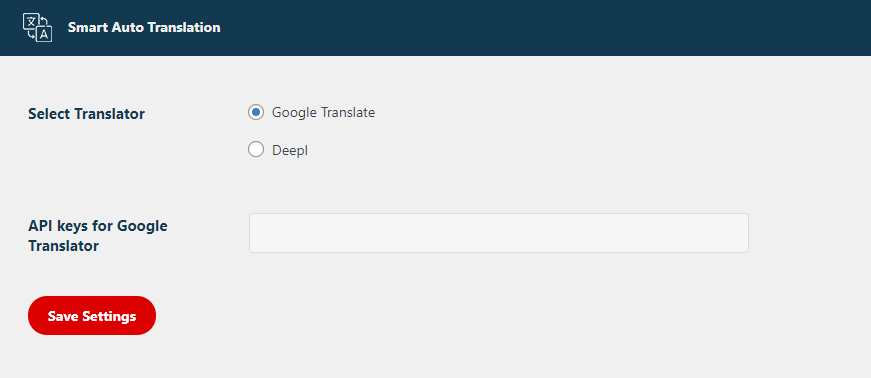 Smart Auto Translation
Select Translator
Google Translate
Deepl
API keys for Google
Translator
Save Settings